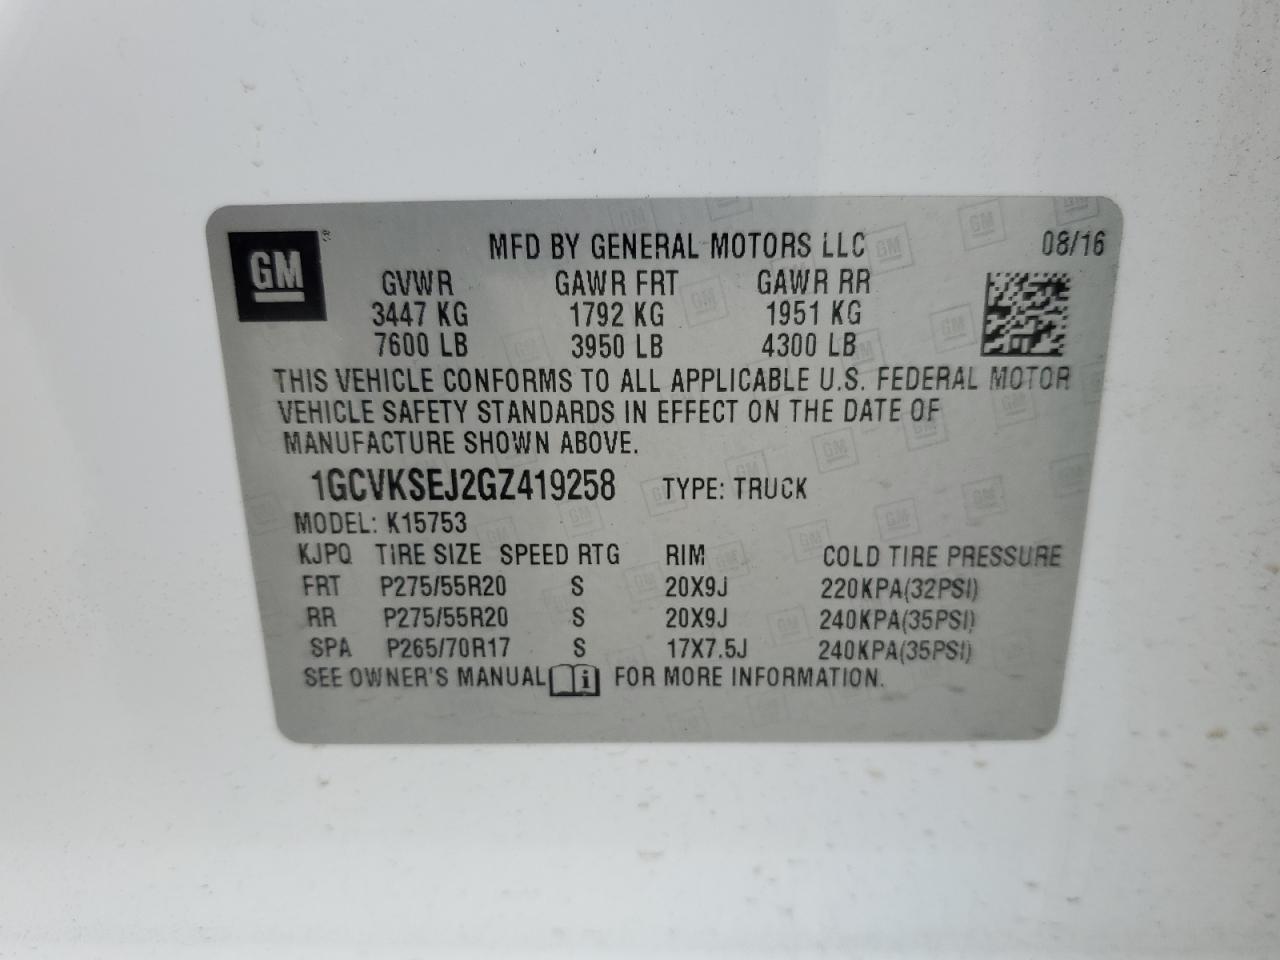 GM
MFD BY GENERAL MOTORS LLC 08/16
GVWR GAWR FRT GAWR RR
3447 KG 1792 KG 1951 KG
7600 LB 3950 LB 4300 LB
THIS VEHICLE CONFORMS TO ALL APPLICABLE U.S. FEDERAL MOTOR
VEHICLE SAFETY STANDARDS IN EFFECT ON THE DATE OF
MANUFACTURE SHOWN ABOVE.
1GCVKSEJ2GZ419258 TYPE: TRUCK
MODEL: K15753
KJPQ TIRE SIZE SPEED RTG RIM COLD TIRE PRESSURE
FRT P275/55R20 S 20X9J 220KPA(32PSI)
RR P275/55R20 S 20X9J 240KPA(35PSI)
SPA P265/70R17 S 17X7.5J 240KPA(35PSI)
SEE OWNER'S MANUAL i FOR MORE INFORMATION.